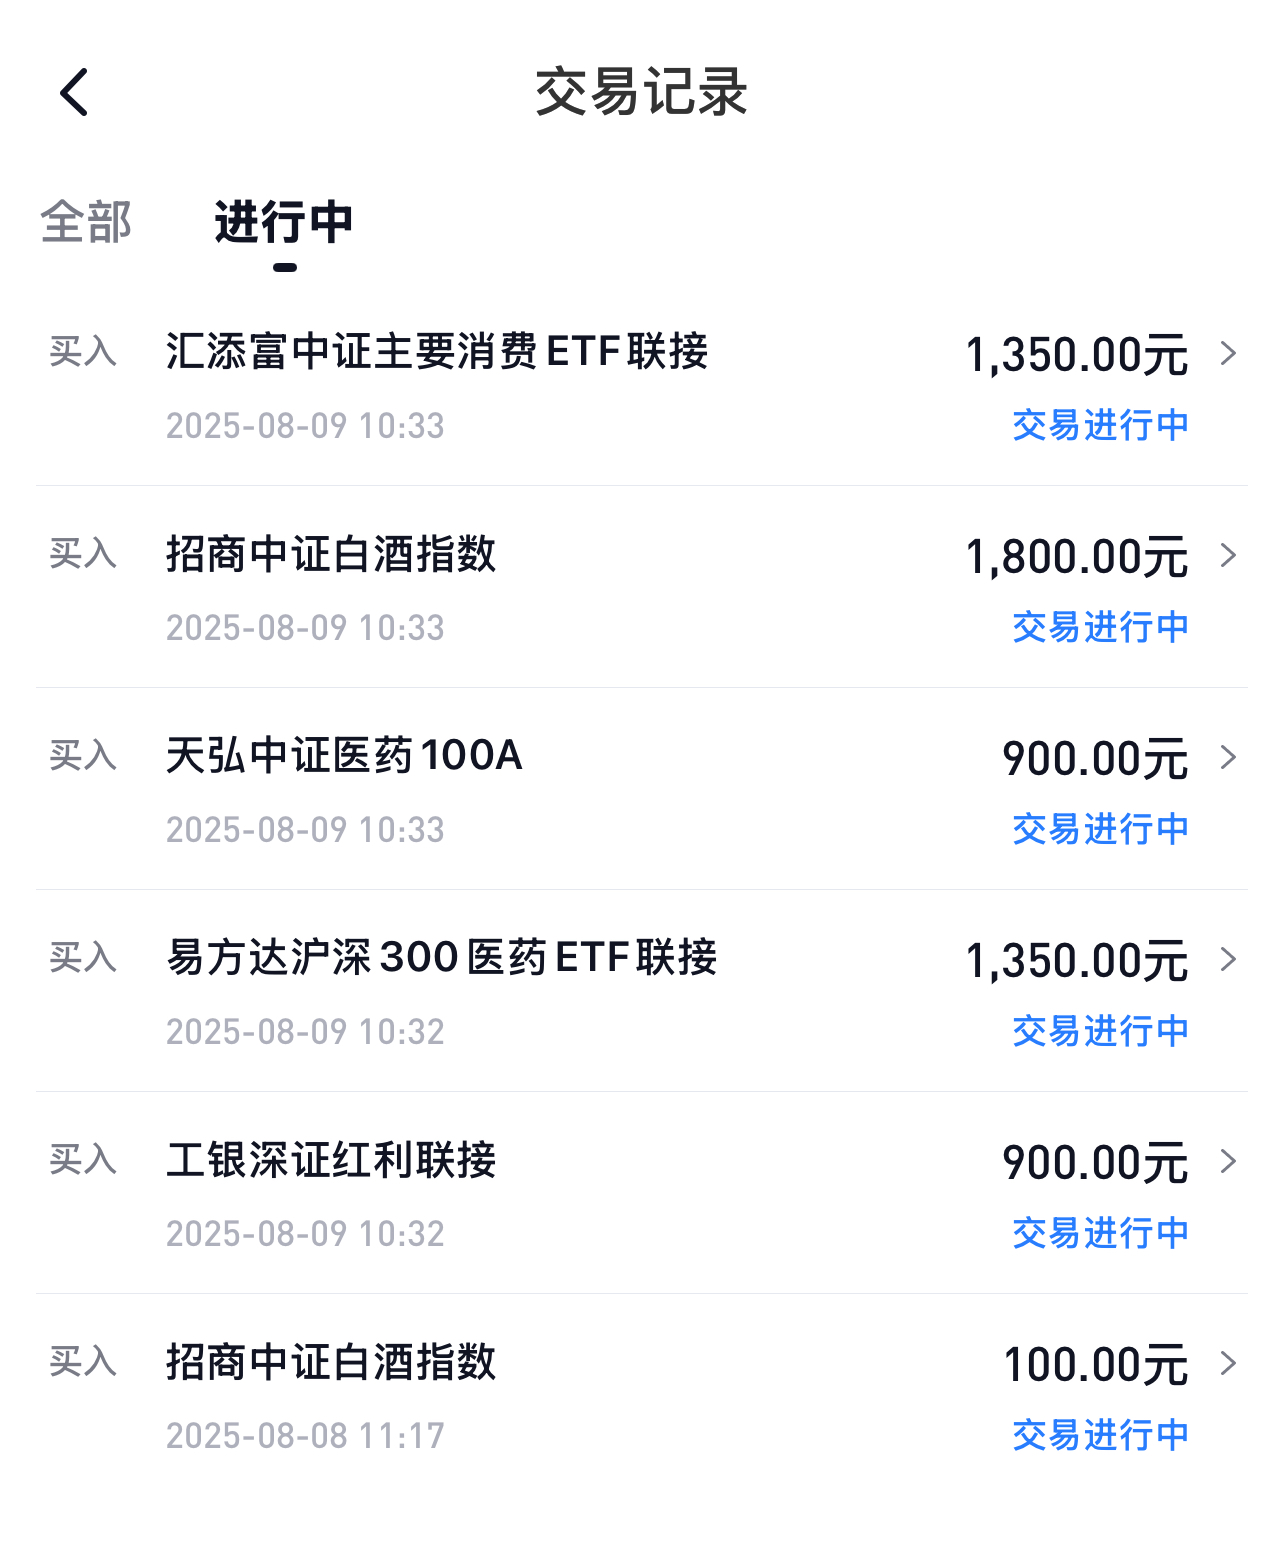 交易记录
全部 进行中
买入 汇添富中证主要消费ETF联接 1,350.00元
2025-08-09 10:33 交易进行中
买入 招商中证白酒指数 1,800.00元
2025-08-09 10:33 交易进行中
买入 天弘中证医药100A 900.00元
2025-08-09 10:33 交易进行中
买入 易方达沪深300医药ETF联接 1,350.00元
2025-08-09 10:32 交易进行中
买入 工银深证红利联接 900.00元
2025-08-09 10:32 交易进行中
买入 招商中证白酒指数 100.00元
2025-08-08 11:17 交易进行中